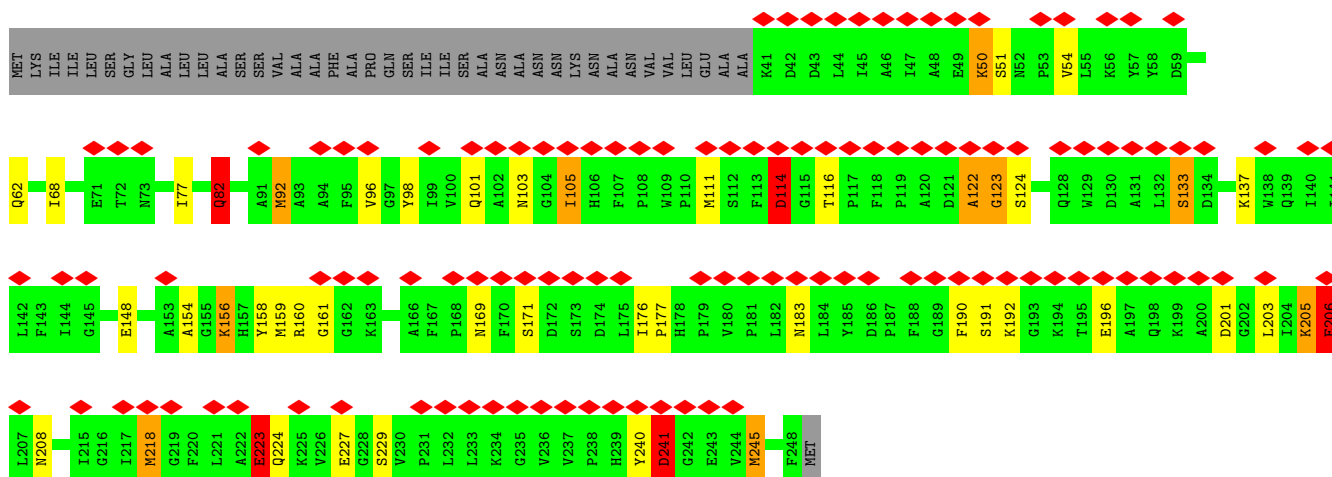 MET LYS ILE ILE LEU SER GLY LEU ALA LEU LEU ALA SER SER VAL ALA ALA PHE ALA PRO GLN SER ILE ILE SER ALA ASN ALA ASN ASN LYS ASN ALA ASN VAL VAL LEU GLU ALA ALA K41 D42 D43 L44 I45 A46 I47 A48 E49 K50 S51 N52 P53 V54 L55 K56 Y57 Y58 D59
Q62 I68 E71 T72 N73 I77 Q82 A91 M92 A93 A94 F95 V96 G97 Y98 I99 V100 Q101 A102 N103 G104 I105 H106 F107 P108 W109 P110 M111 S112 F113 D114 G115 T116 P117 F118 P119 A120 D121 A122 G123 S124 Q128 W129 D130 A131 L132 S133 D134 K137 W138 Q139 I140
L142 F143 I144 G145 E148 A153 A154 G155 K156 H157 Y158 M159 R160 G161 G162 K163 A166 F167 P168 N169 F170 S171 D172 S173 D174 L175 I176 P177 H178 P179 V180 P181 L182 N183 L184 Y185 D186 P187 F188 G189 F190 S191 K192 G193 K194 T195 E196 A197 Q198 K199 A200 D201 G202 L203 I204 K205
L207 N208 I215 G216 I217 M218 G219 F220 L221 A222 E223 Q224 K225 V226 E227 G228 S229 V230 P231 L232 L233 K234 G235 V236 V237 P238 H239 Y240 D241 G242 E243 V244 M245 F248 MET